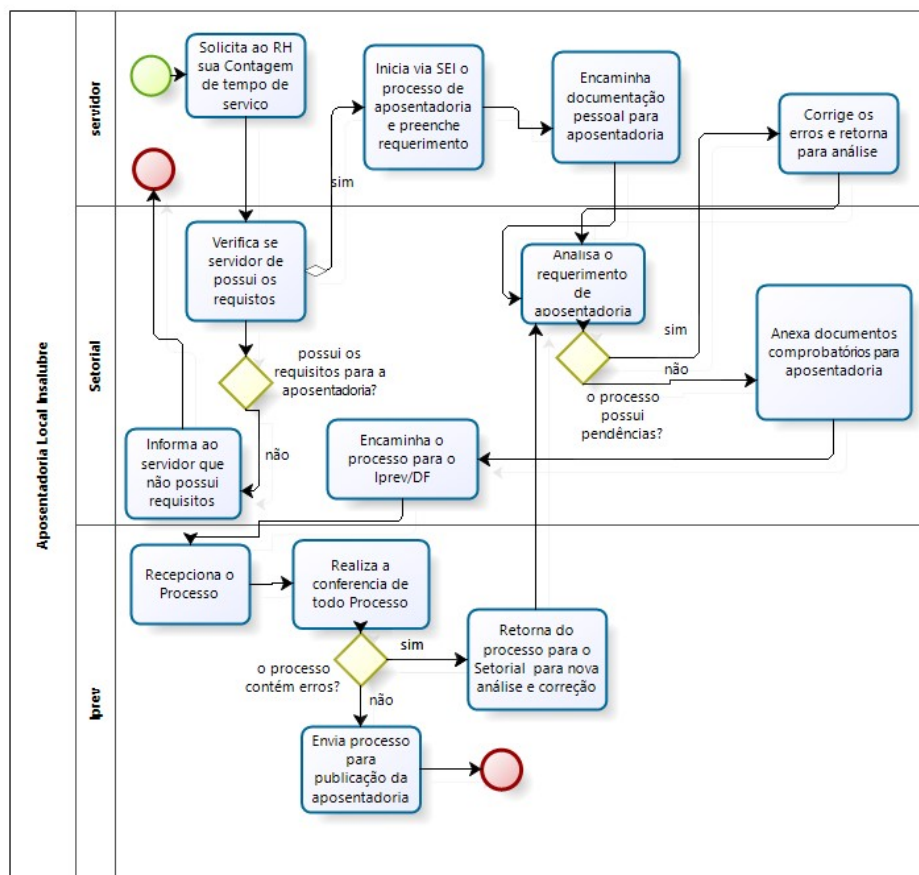 Aposentadoria Local Insalubre
servidor
Solicita ao RH
sua Contagem
de tempo de
serviço
Inicia via SEI o
processo de
aposentadoria
e preenche
requerimento
Encaminha
documentação
pessoal para
aposentadoria
Corrige os
erros e retorna
para análise
sim
Setorial
Verifica se
servidor de
possui os
requistos
possui os
requisitos para a
aposentadoria?
não
Informa ao
servidor que
não possui
requisitos
Analisa o
requerimento
de
aposentadoria
sim
não
o processo
possui
pendências?
Anexa documentos
comprobatórios para
aposentadoria
Encaminha o
processo para o
Iprev/DF
Iprev
Recepciona o
Processo
Realiza a
conferencia de
todo Processo
o processo
contém erros?
sim
não
Retorna do
processo para o
Setorial para nova
análise e correção
Envia processo
para
publicação da
aposentadoria